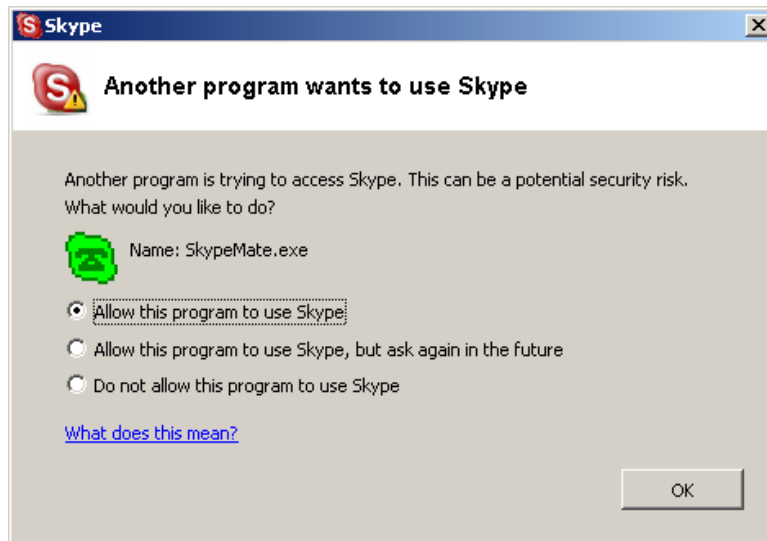 Skype
Another program wants to use Skype
Another program is trying to access Skype. This can be a potential security risk.
What would you like to do?
Name: SkypeMate.exe
Allow this program to use Skype
Allow this program to use Skype, but ask again in the future
Do not allow this program to use Skype
What does this mean?
OK